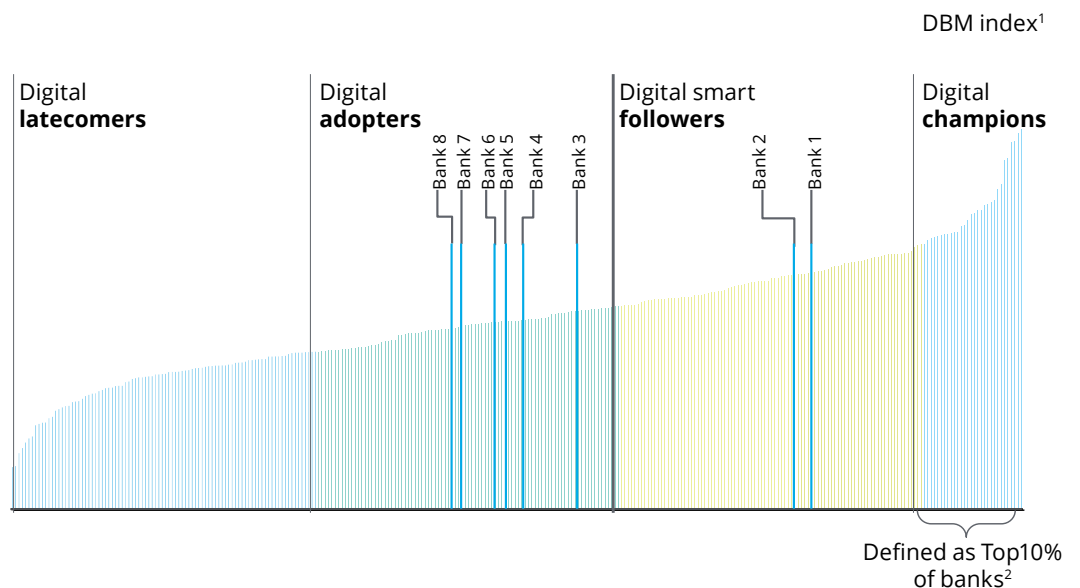 DBM index¹
Digital
latecomers
Digital
adopters
Digital smart
followers
Digital
champions
Bank 8
Bank 7
Bank 6
Bank 5
Bank 4
Bank 3
Bank 2
Bank 1
Defined as Top10%
of banks²